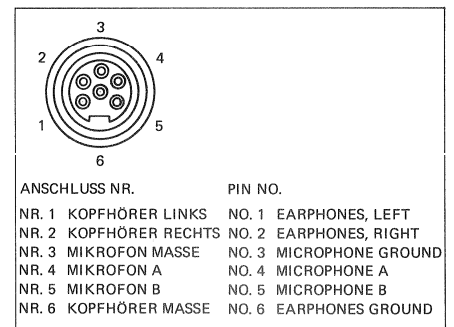 3
2 4
1 5
6
ANSCHLUSS NR. PIN NO.
NR. 1 KOPFHÖRER LINKS NO. 1 EARPHONES, LEFT
NR. 2 KOPFHÖRER RECHTS NO. 2 EARPHONES, RIGHT
NR. 3 MIKROFON MASSE NO. 3 MICROPHONE GROUND
NR. 4 MIKROFON A NO. 4 MICROPHONE A
NR. 5 MIKROFON B NO. 5 MICROPHONE B
NR. 6 KOPFHÖRER MASSE NO. 6 EARPHONES GROUND